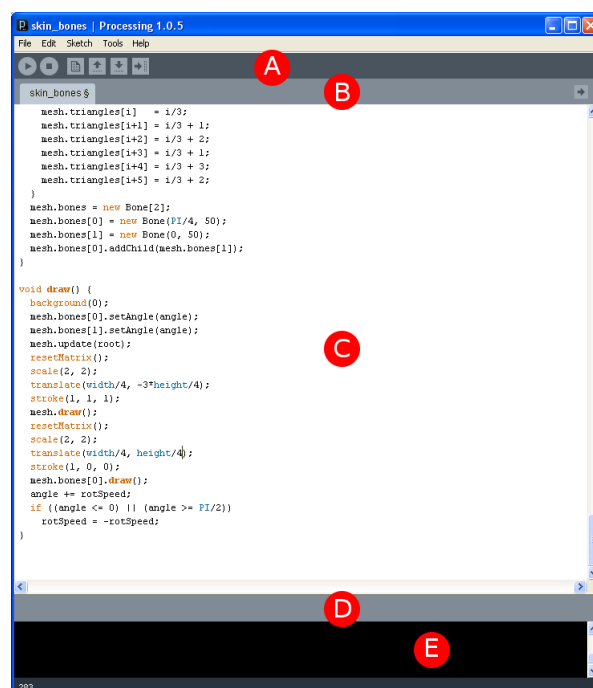 skin_bones | Processing 1.0.5
File Edit Sketch Tools Help
A
skin_bones §
B
mesh.triangles[i]   = i/3;
mesh.triangles[i+1] = i/3 + 1;
mesh.triangles[i+2] = i/3 + 2;
mesh.triangles[i+3] = i/3 + 1;
mesh.triangles[i+4] = i/3 + 3;
mesh.triangles[i+5] = i/3 + 2;
}
mesh.bones = new Bone[2];
mesh.bones[0] = new Bone(PI/4, 50);
mesh.bones[1] = new Bone(0, 50);
mesh.bones[0].addChild(mesh.bones[1]);
}
void draw() {
background(0);
mesh.bones[0].setAngle(angle);
mesh.bones[1].setAngle(angle);
mesh.update(root);
C
resetMatrix();
scale(2, 2);
translate(width/4, -3*height/4);
stroke(1, 1, 1);
mesh.draw();
resetMatrix();
scale(2, 2);
translate(width/4, height/4);
stroke(1, 0, 0);
mesh.bones[0].draw();
angle += rotSpeed;
if ((angle <= 0) || (angle >= PI/2))
rotSpeed = -rotSpeed;
}
D
E
283